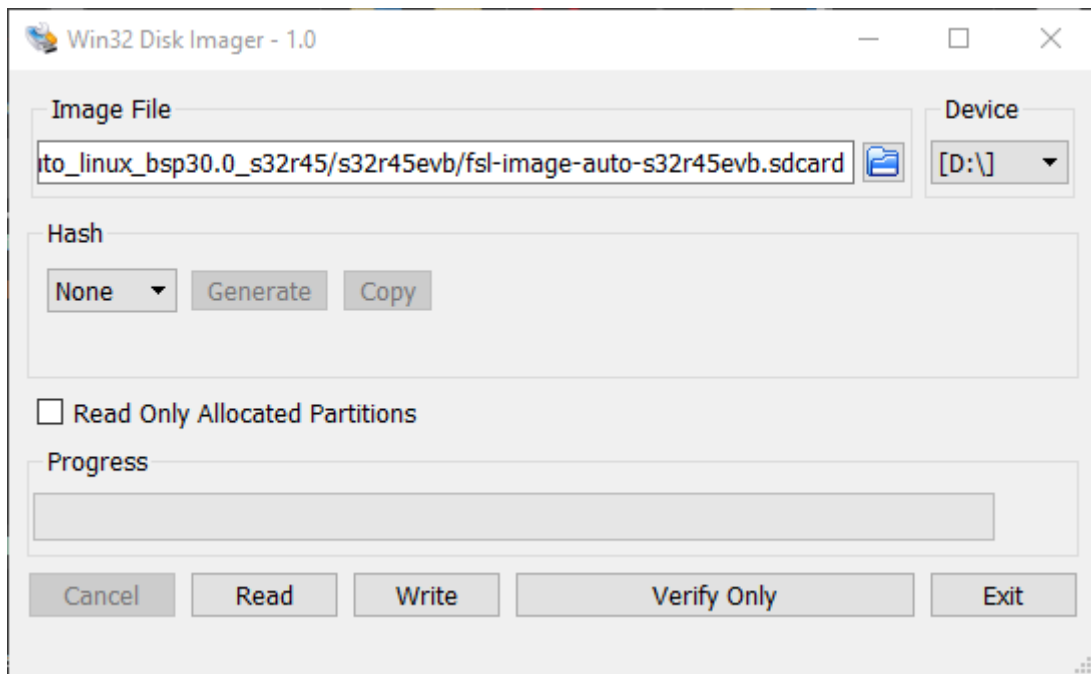 Win32 Disk Imager - 1.0
Image File
Device
ito_linux_bsp30.0_s32r45/s32r45evb/fsl-image-auto-s32r45evb.sdcard
[D:\]
Hash
None
Generate
Copy
Read Only Allocated Partitions
Progress
Cancel
Read
Write
Verify Only
Exit